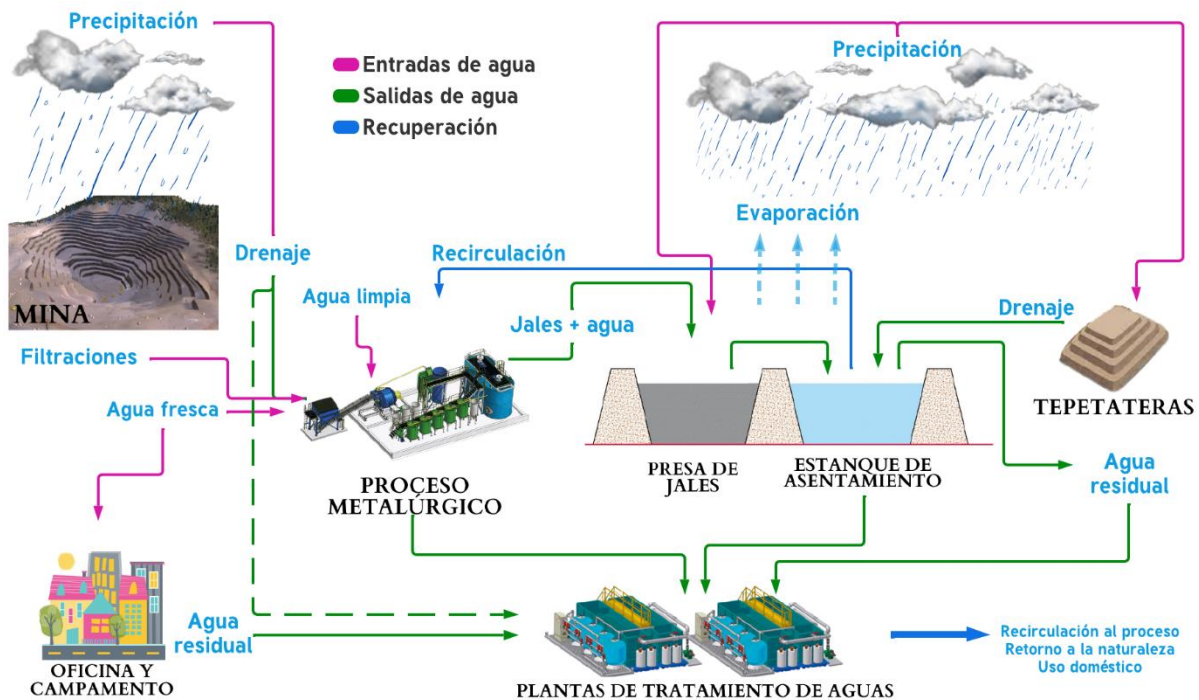 Precipitación
Precipitación
Entradas de agua
Salidas de agua
Recuperación
Evaporación
Drenaje
Recirculación
MINA
Agua limpia
Jales + agua
Drenaje
Filtraciones
Agua fresca
TEPETATERAS
PROCESO
METALÚRGICO
PRESA DE
JALES
ESTANQUE DE
ASENTAMIENTO
Agua
residual
Agua
residual
OFICINA Y
CAMPAMENTO
PLANTAS DE TRATAMIENTO DE AGUAS
Recirculación al proceso
Retorno a la naturaleza
Uso doméstico